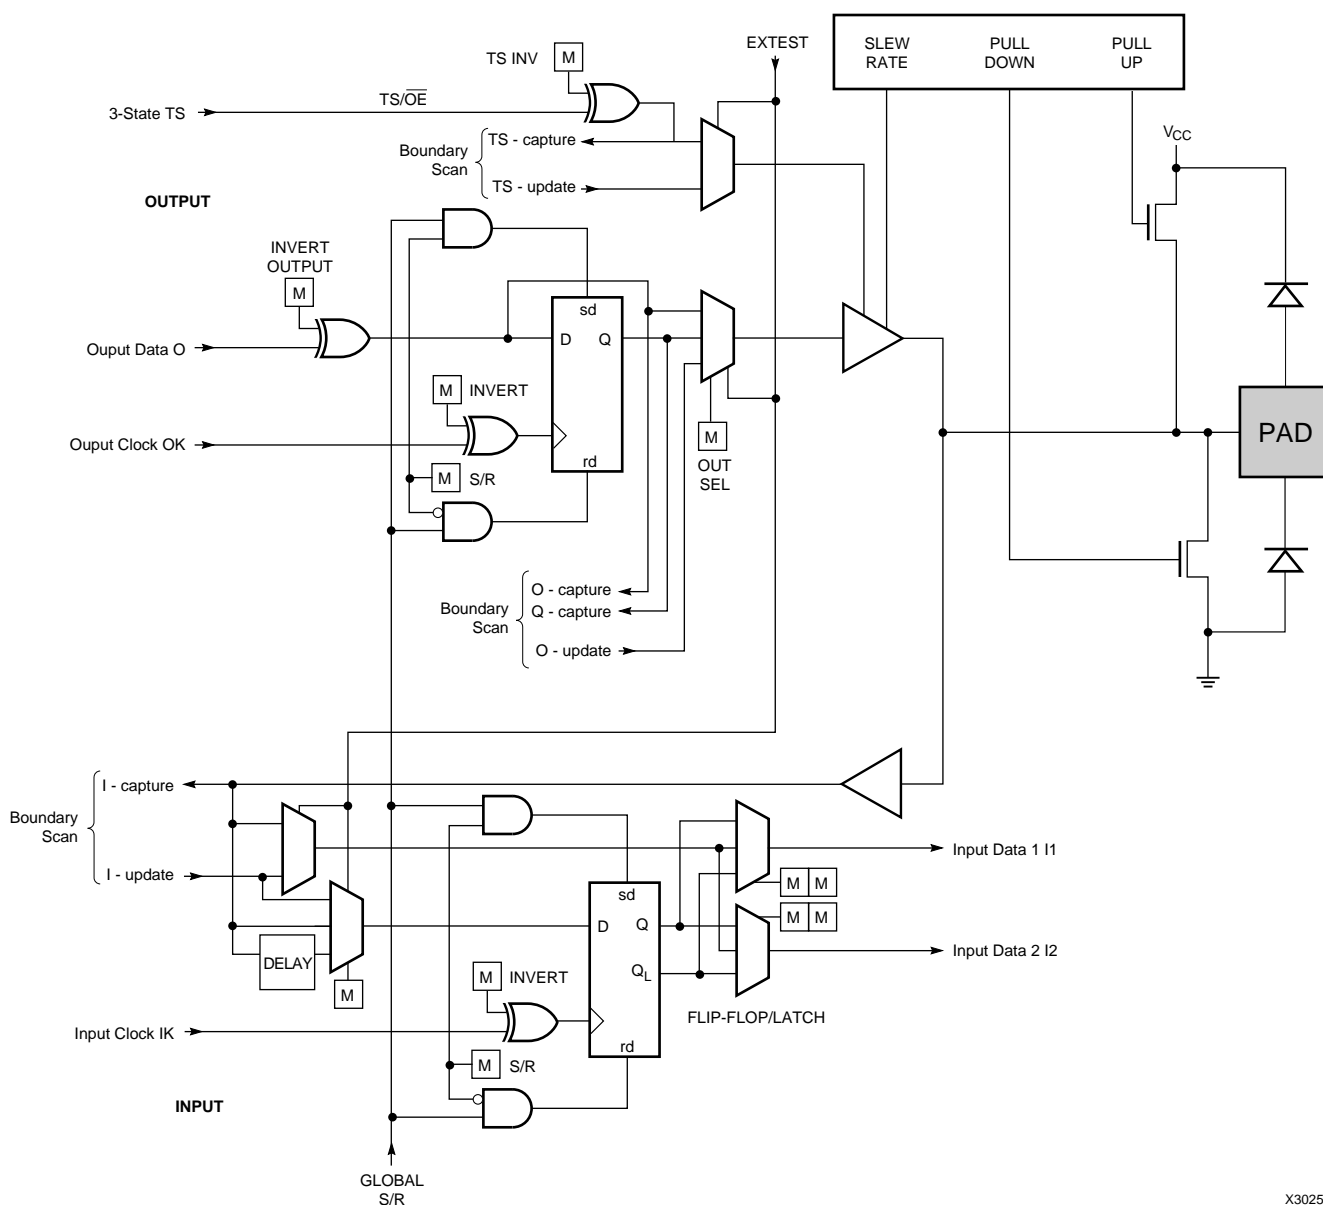 EXTEST
SLEW
RATE
PULL
DOWN
PULL
UP
TS INV
M
TS/OE
3-State TS
VCC
Boundary
Scan
TS - capture
TS - update
OUTPUT
INVERT
OUTPUT
M
sd
D
Q
Ouput Data O
M
INVERT
PAD
M
OUT
SEL
Ouput Clock OK
rd
M
S/R
Boundary
Scan
O - capture
Q - capture
O - update
I - capture
Boundary
Scan
I - update
Input Data 1 I1
M
M
sd
D
Q
M
M
Input Data 2 I2
DELAY
M
QL
M
INVERT
FLIP-FLOP/LATCH
Input Clock IK
rd
M
S/R
INPUT
GLOBAL
S/R
X3025